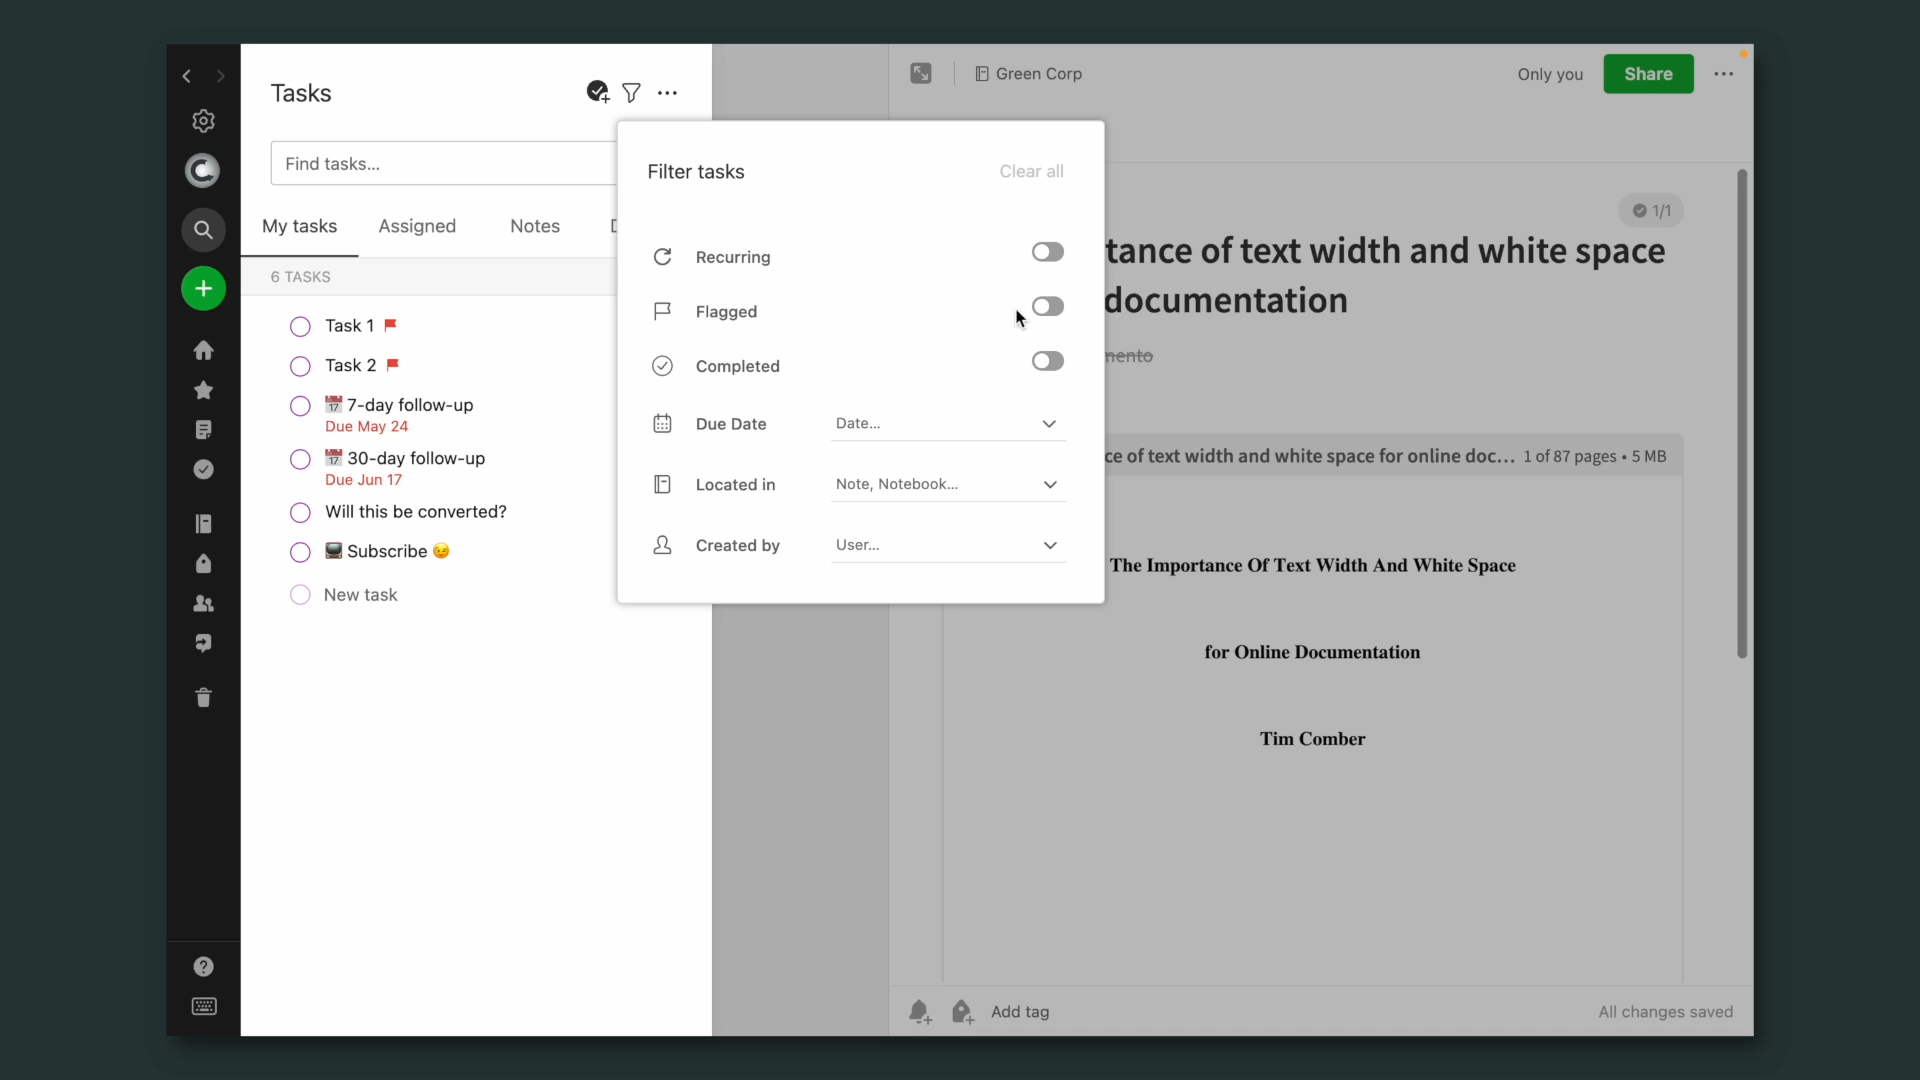 Tasks
Find tasks...
My tasks
Assigned
Notes
6 TASKS
Task 1
Task 2
17 7-day follow-up
Due May 24
17 30-day follow-up
Due Jun 17
Will this be converted?
Subscribe
New task
Filter tasks
Clear all
Recurring
Flagged
Completed
Due Date
Date...
Located in
Note, Notebook...
Created by
User...
Green Corp
Only you
Share
1/1
tance of text width and white space
documentation
mento
ce of text width and white space for online doc... 1 of 87 pages • 5 MB
The Importance Of Text Width And White Space
for Online Documentation
Tim Comber
Add tag
All changes saved